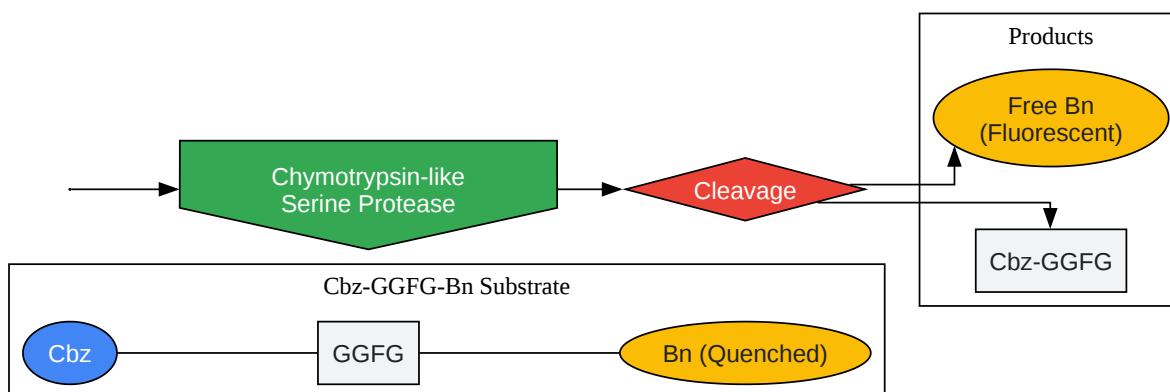 Products
Free Bn
(Fluorescent)
Chymotrypsin-like
Serine Protease
Cleavage
Cbz-GGFG
Cbz-GGFG-Bn Substrate
Cbz
GGFG
Bn (Quenched)